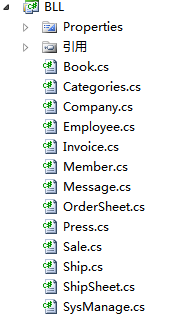 BLL
Properties
引用
Book.cs
Categories.cs
Company.cs
Employee.cs
Invoice.cs
Member.cs
Message.cs
OrderSheet.cs
Press.cs
Sale.cs
Ship.cs
ShipSheet.cs
SysManage.cs